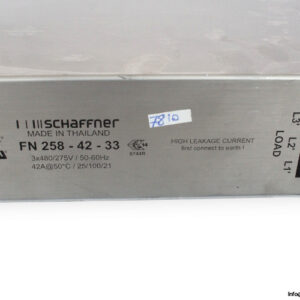 SCHAFFNER
MADE IN THAILAND
FN 258 - 42 - 33
3x480/275V / 50-60Hz
42A@50°C / 25/100/21
7810
HIGH LEAKAGE CURRENT
first connect to earth !
L3'
L2'
L1'
LOAD